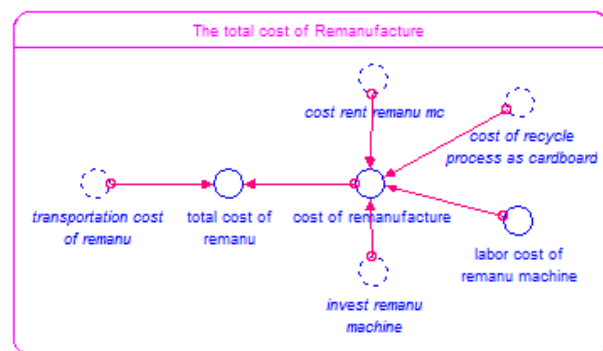 The total cost of Remanufacture
cost rent remanu mc
cost of recycle
process as cardboard
transportation cost
of remanu
total cost of
remanu
cost of remanufacture
labor cost of
remanu machine
invest remanu
machine